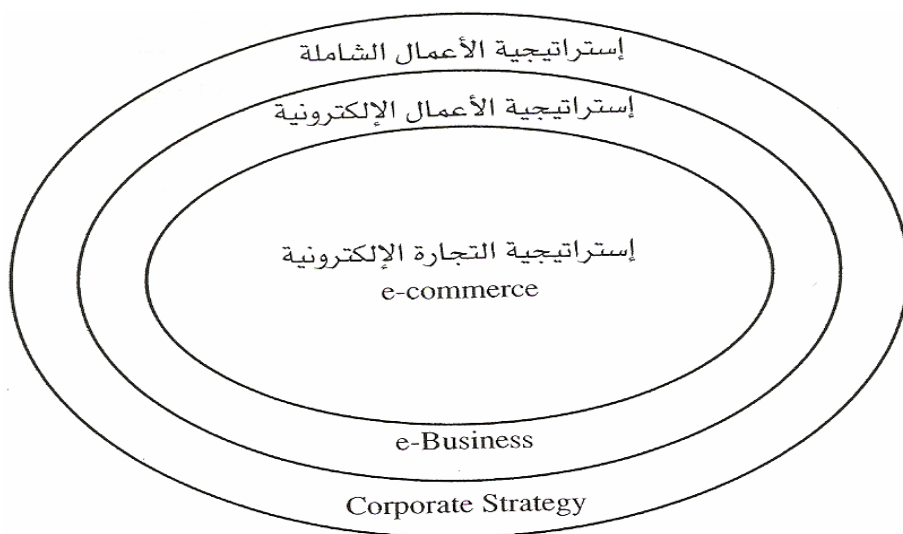 إستراتيجية الأعمال الشاملة
إستراتيجية الأعمال الإلكترونية
إستراتيجية التجارة الإلكترونية
e-commerce
e-Business
Corporate Strategy